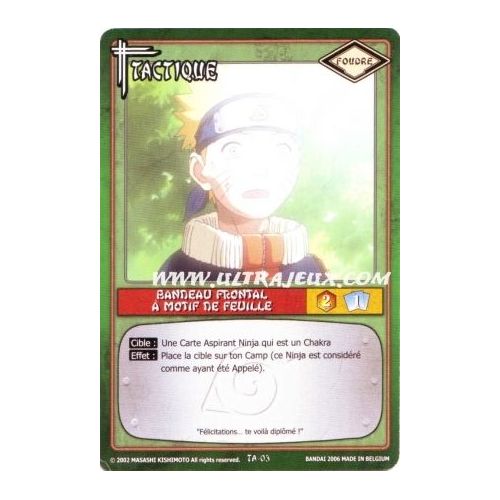 TACTIQUE
FOUDRE
WWW.ULTRAJEUX.COM
BANDEAU FRONTAL
À MOTIF DE FEUILLE
2 1
Cible : Une Carte Aspirant Ninja qui est un Chakra
Effet : Place la cible sur ton Camp (ce Ninja est considéré
comme ayant été Appelé).
"Félicitations... te voilà diplômé !"
© 2002 MASASHI KISHIMOTO All rights reserved. TA-03 BANDAI 2006 MADE IN BELGIUM